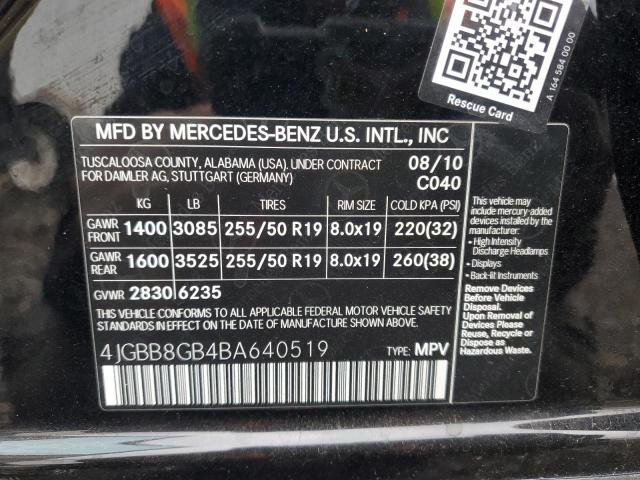 Rescue Card
A 164 584 00 00
MFD BY MERCEDES-BENZ U.S. INTL., INC
TUSCALOOSA COUNTY, ALABAMA (USA). UNDER CONTRACT
FOR DAIMLER AG, STUTTGART (GERMANY)
08/10
C040
KG LB TIRES RIM SIZE COLD KPA (PSI)
GAWR FRONT 1400 3085 255/50 R19 8.0x19 220(32)
GAWR REAR 1600 3525 255/50 R19 8.0x19 260(38)
GVWR 2830 6235
THIS VEHICLE CONFORMS TO ALL APPLICABLE FEDERAL MOTOR VEHICLE SAFETY
STANDARDS IN EFFECT ON THE DATE OF MANUFACTURE SHOWN ABOVE.
4JGBB8GB4BA640519
TYPE: MPV
This vehicle may
include mercury-added
devices installed by the
manufacturer:
• High Intensity
Discharge Headlamps
• Displays
• Back-lit Instruments
Remove Devices
Before Vehicle
Disposal.
Upon Removal of
Devices Please
Reuse, Recycle or
Dispose as
Hazardous Waste.